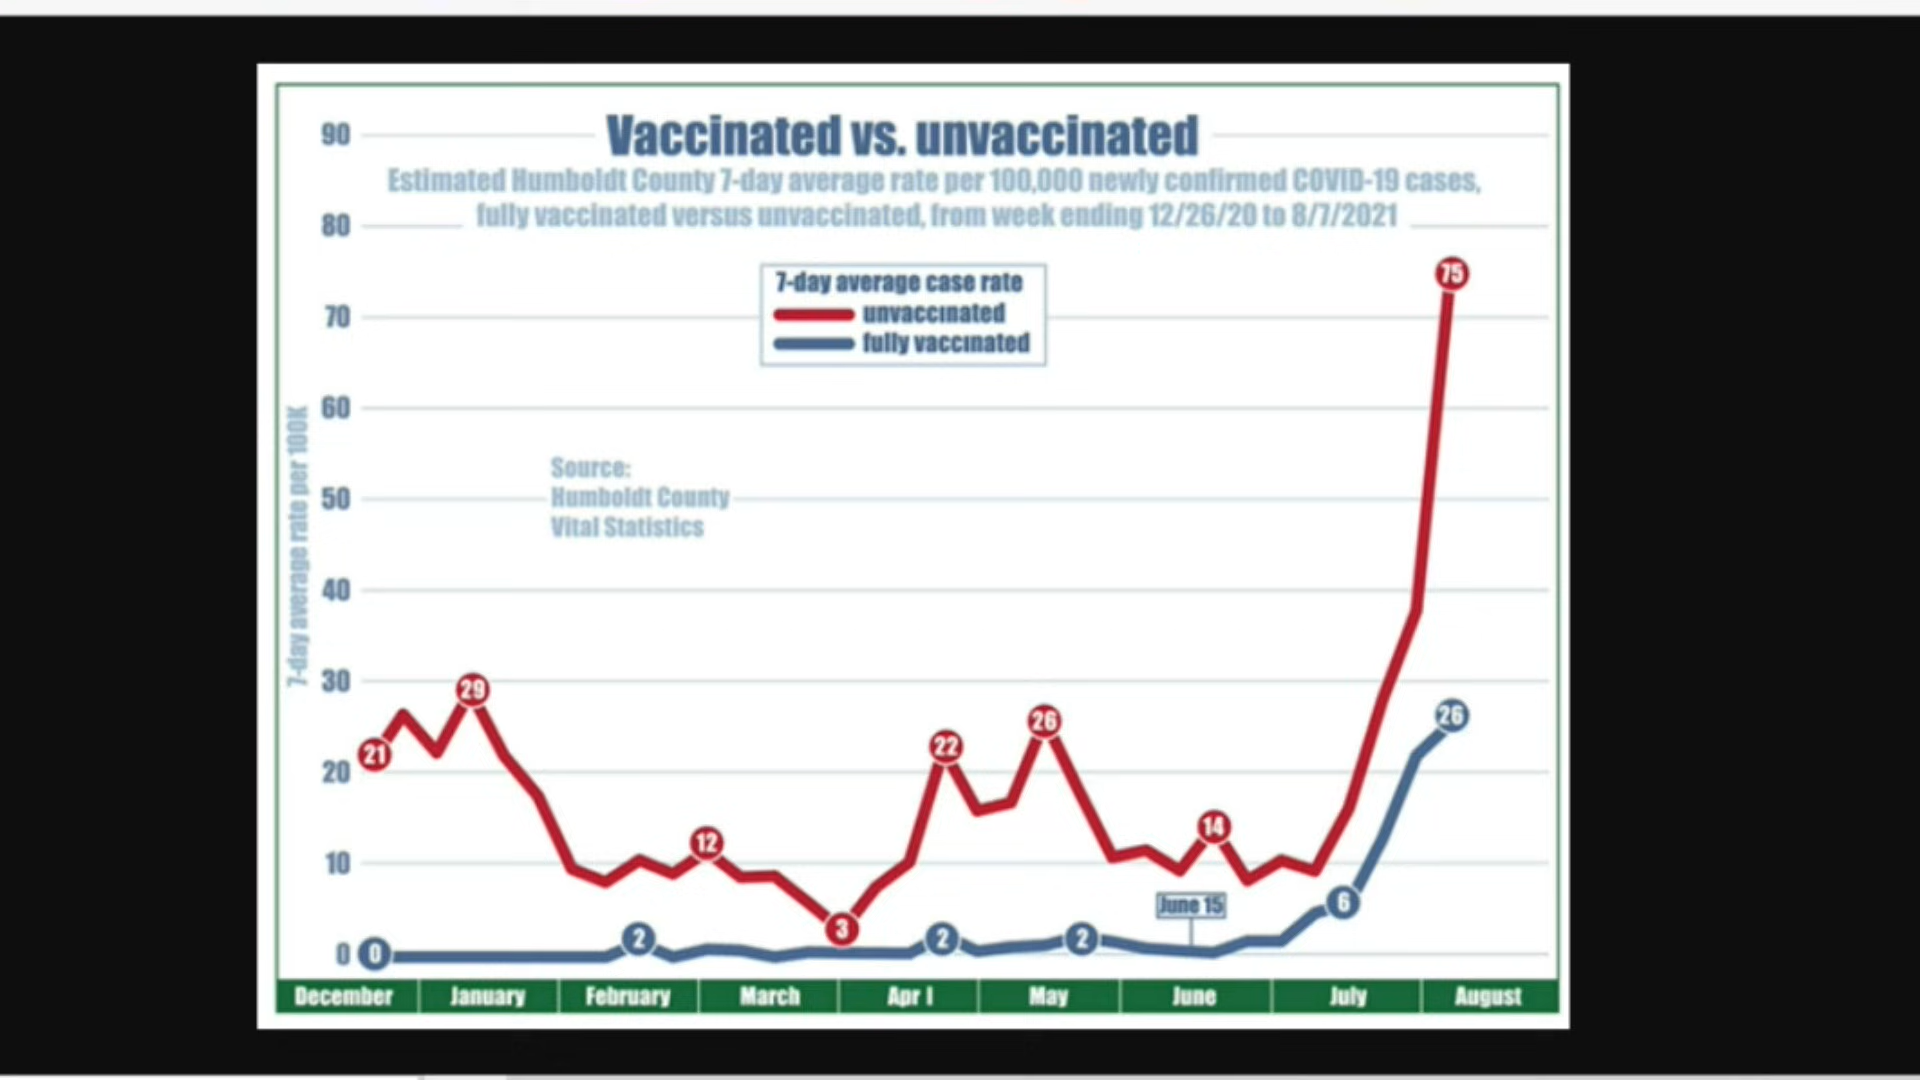 Vaccinated vs. unvaccinated
Estimated Humboldt County 7-day average rate per 100,000 newly confirmed COVID-19 cases,
fully vaccinated versus unvaccinated, from week ending 12/26/20 to 8/7/2021
7-day average case rate
unvaccinated
fully vaccinated
Source:
Humboldt County
Vital Statistics
7-day average rate per 100K
90
80
70
60
50
40
30
20
10
0
21
29
12
3
22
26
14
75
0
2
2
2
6
26
June 15
December January February March Apr l May June July August